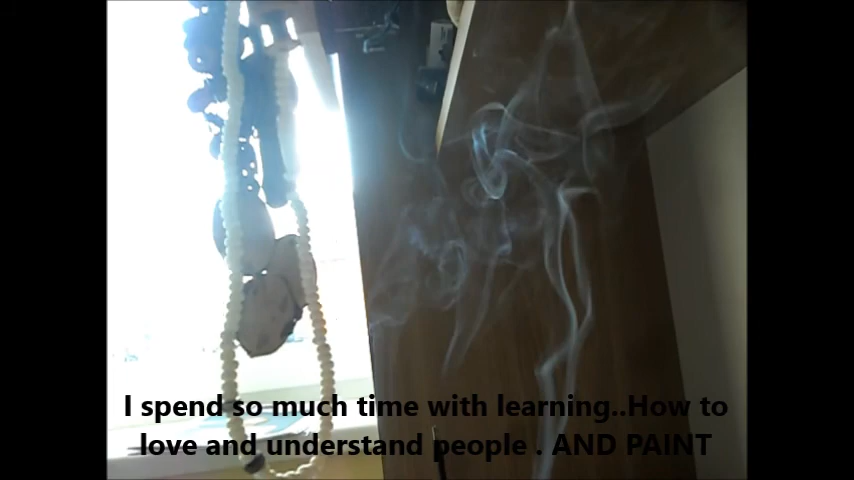 I spend so much time with learning..How to
love and understand people . AND PAINT